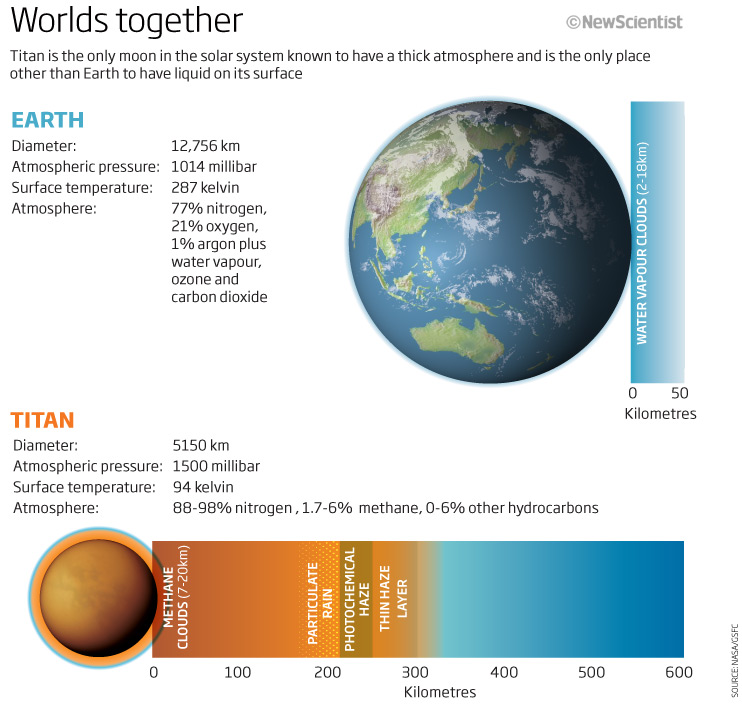 Worlds together
©NewScientist
Titan is the only moon in the solar system known to have a thick atmosphere and is the only place
other than Earth to have liquid on its surface
EARTH
Diameter: 12,756 km
Atmospheric pressure: 1014 millibar
Surface temperature: 287 kelvin
Atmosphere: 77% nitrogen,
21% oxygen,
1% argon plus
water vapour,
ozone and
carbon dioxide
WATER VAPOUR CLOUDS (2-18km)
0 50
Kilometres
TITAN
Diameter: 5150 km
Atmospheric pressure: 1500 millibar
Surface temperature: 94 kelvin
Atmosphere: 88-98% nitrogen , 1.7-6% methane, 0-6% other hydrocarbons
METHANE
CLOUDS (7-20km)
PARTICULATE
RAIN
PHOTOCHEMICAL
HAZE
THIN HAZE
LAYER
0 100 200 300 400 500 600
Kilometres
SOURCE: NASA/GSFC